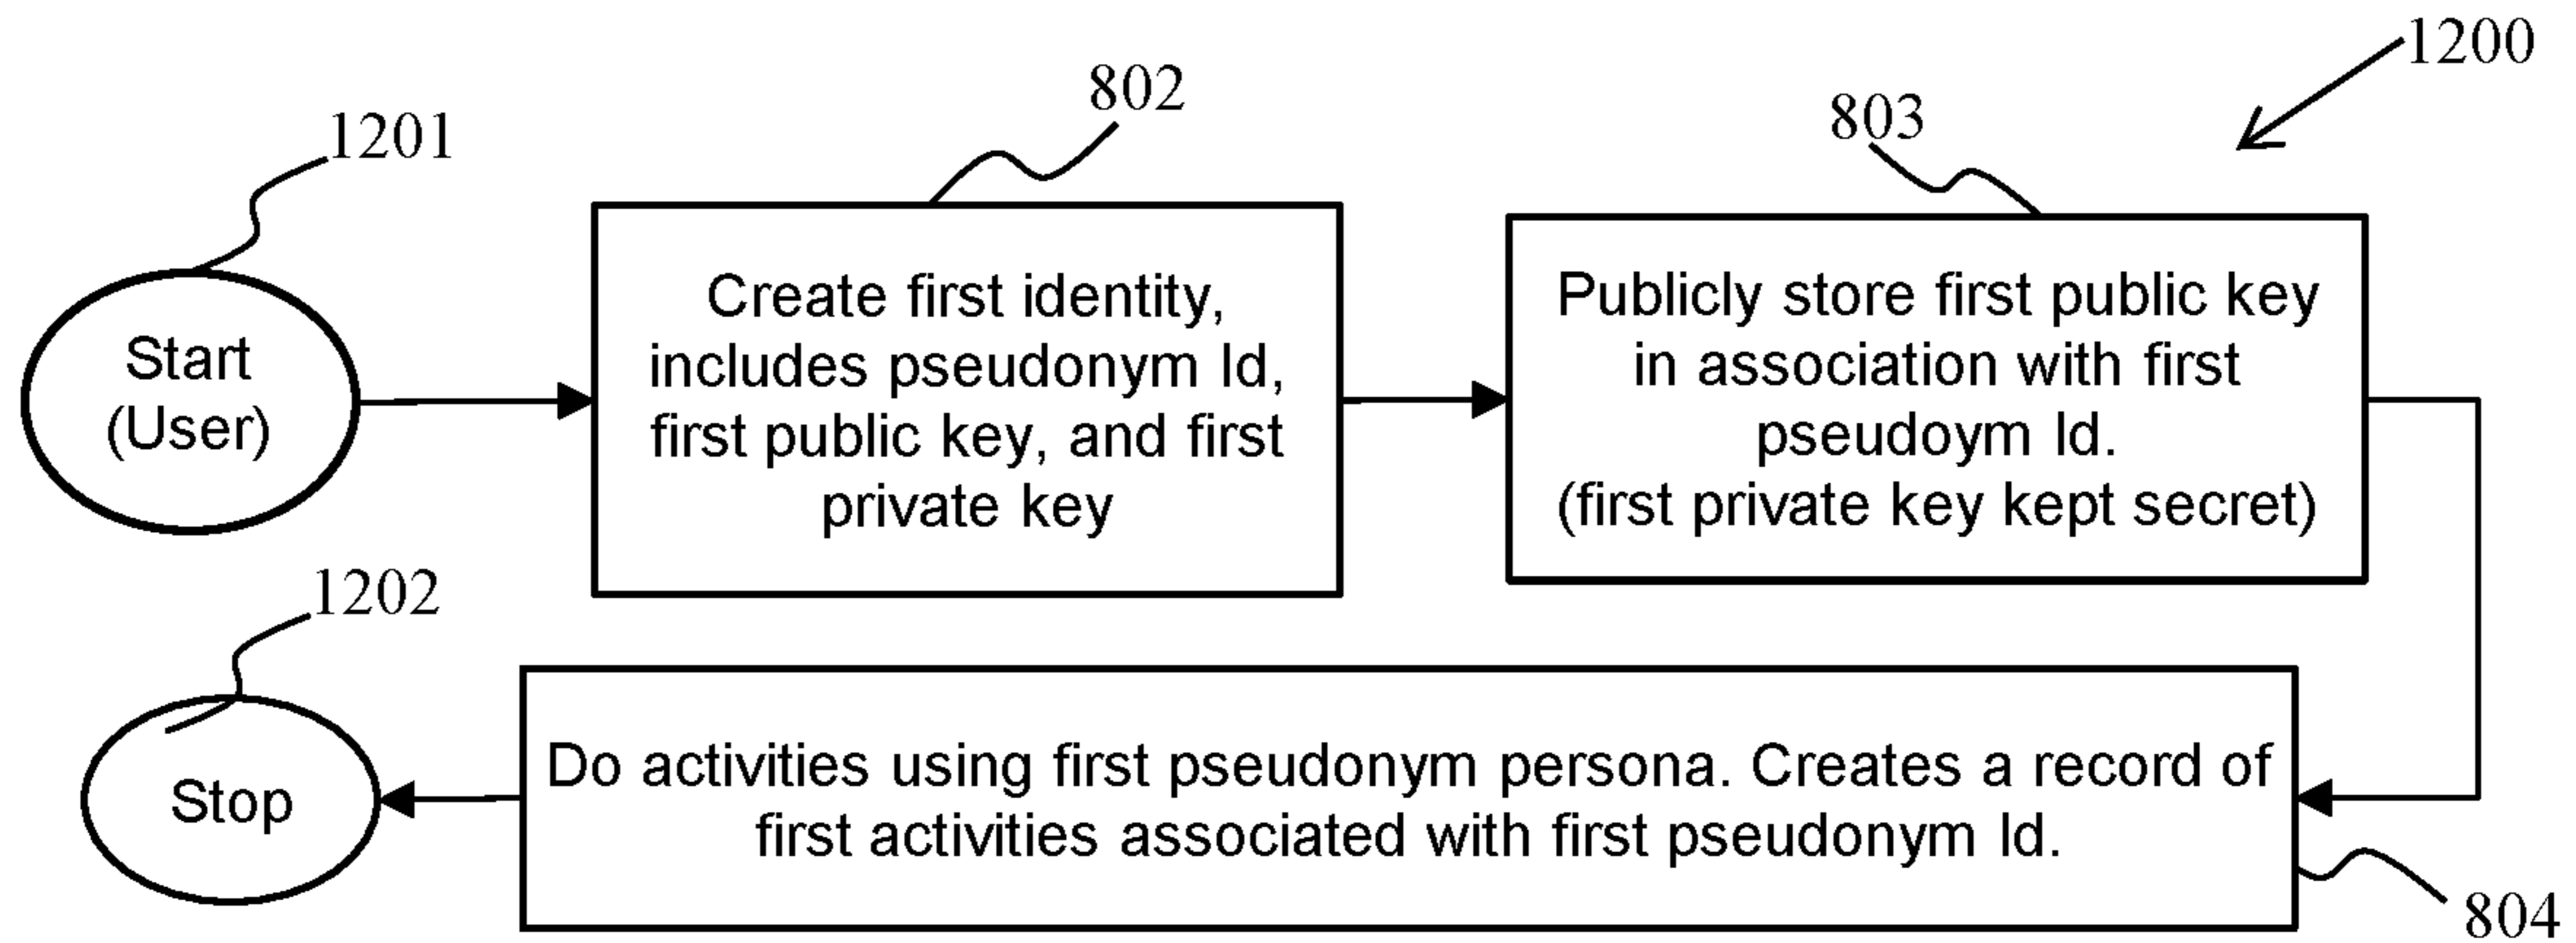 1200
802
803
1201
Start
(User)
Create first identity,
includes pseudonym Id,
first public key, and first
private key
Publicly store first public key
in association with first
pseudoym Id.
(first private key kept secret)
1202
Stop
Do activities using first pseudonym persona. Creates a record of
first activities associated with first pseudonym Id.
804